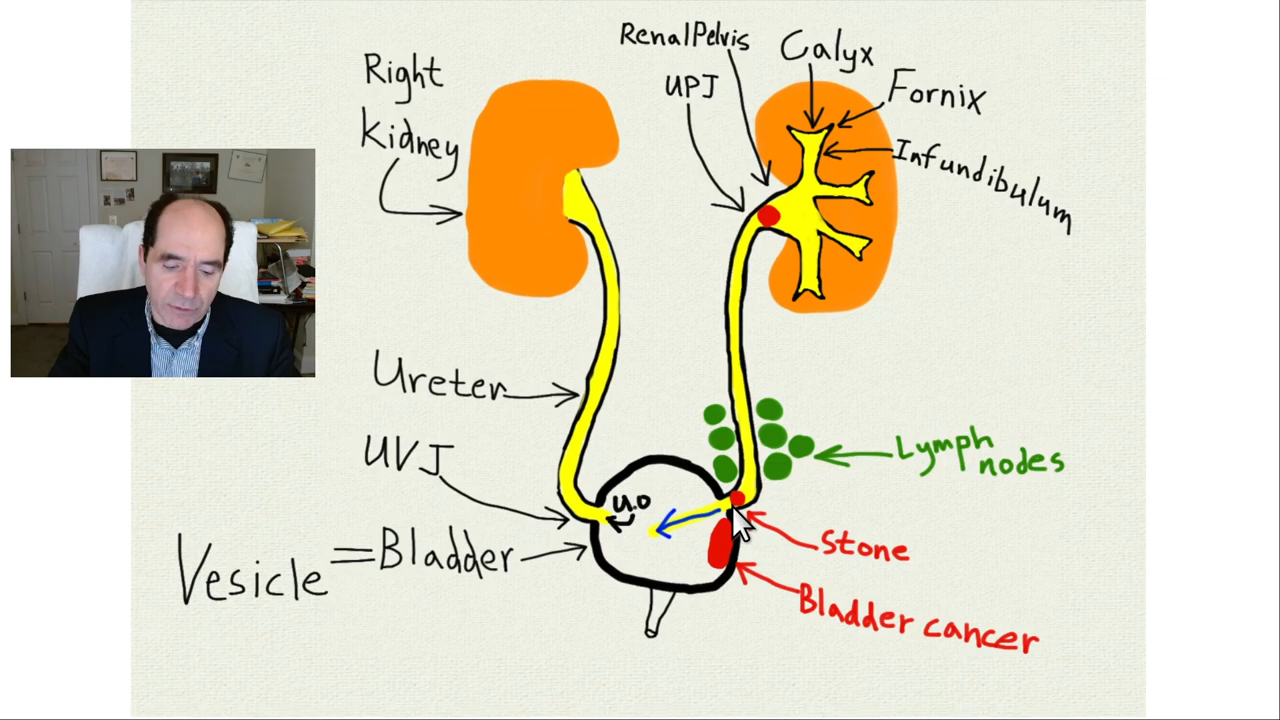 Renal Pelvis
Calyx
Right
Kidney
UPJ
Fornix
Infundibulum
Ureter
UVJ
Lymph
nodes
u.o
Vesicle = Bladder
Stone
Bladder cancer